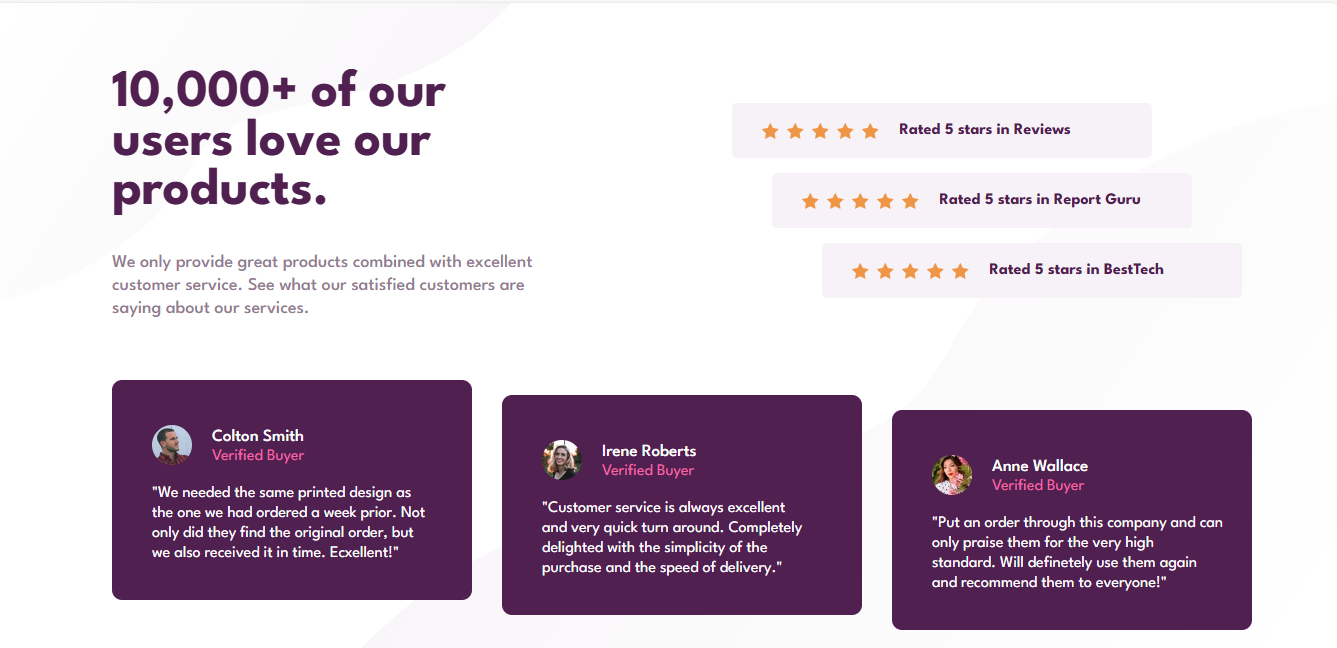 10,000+ of our
users love our
products.
We only provide great products combined with excellent
customer service. See what our satisfied customers are
saying about our services.
Rated 5 stars in Reviews
Rated 5 stars in Report Guru
Rated 5 stars in BestTech
Colton Smith
Verified Buyer
"We needed the same printed design as
the one we had ordered a week prior. Not
only did they find the original order, but
we also received it in time. Ecxellent!"
Irene Roberts
Verified Buyer
"Customer service is always excellent
and very quick turn around. Completely
delighted with the simplicity of the
purchase and the speed of delivery."
Anne Wallace
Verified Buyer
"Put an order through this company and can
only praise them for the very high
standard. Will definetely use them again
and recommend them to everyone!"